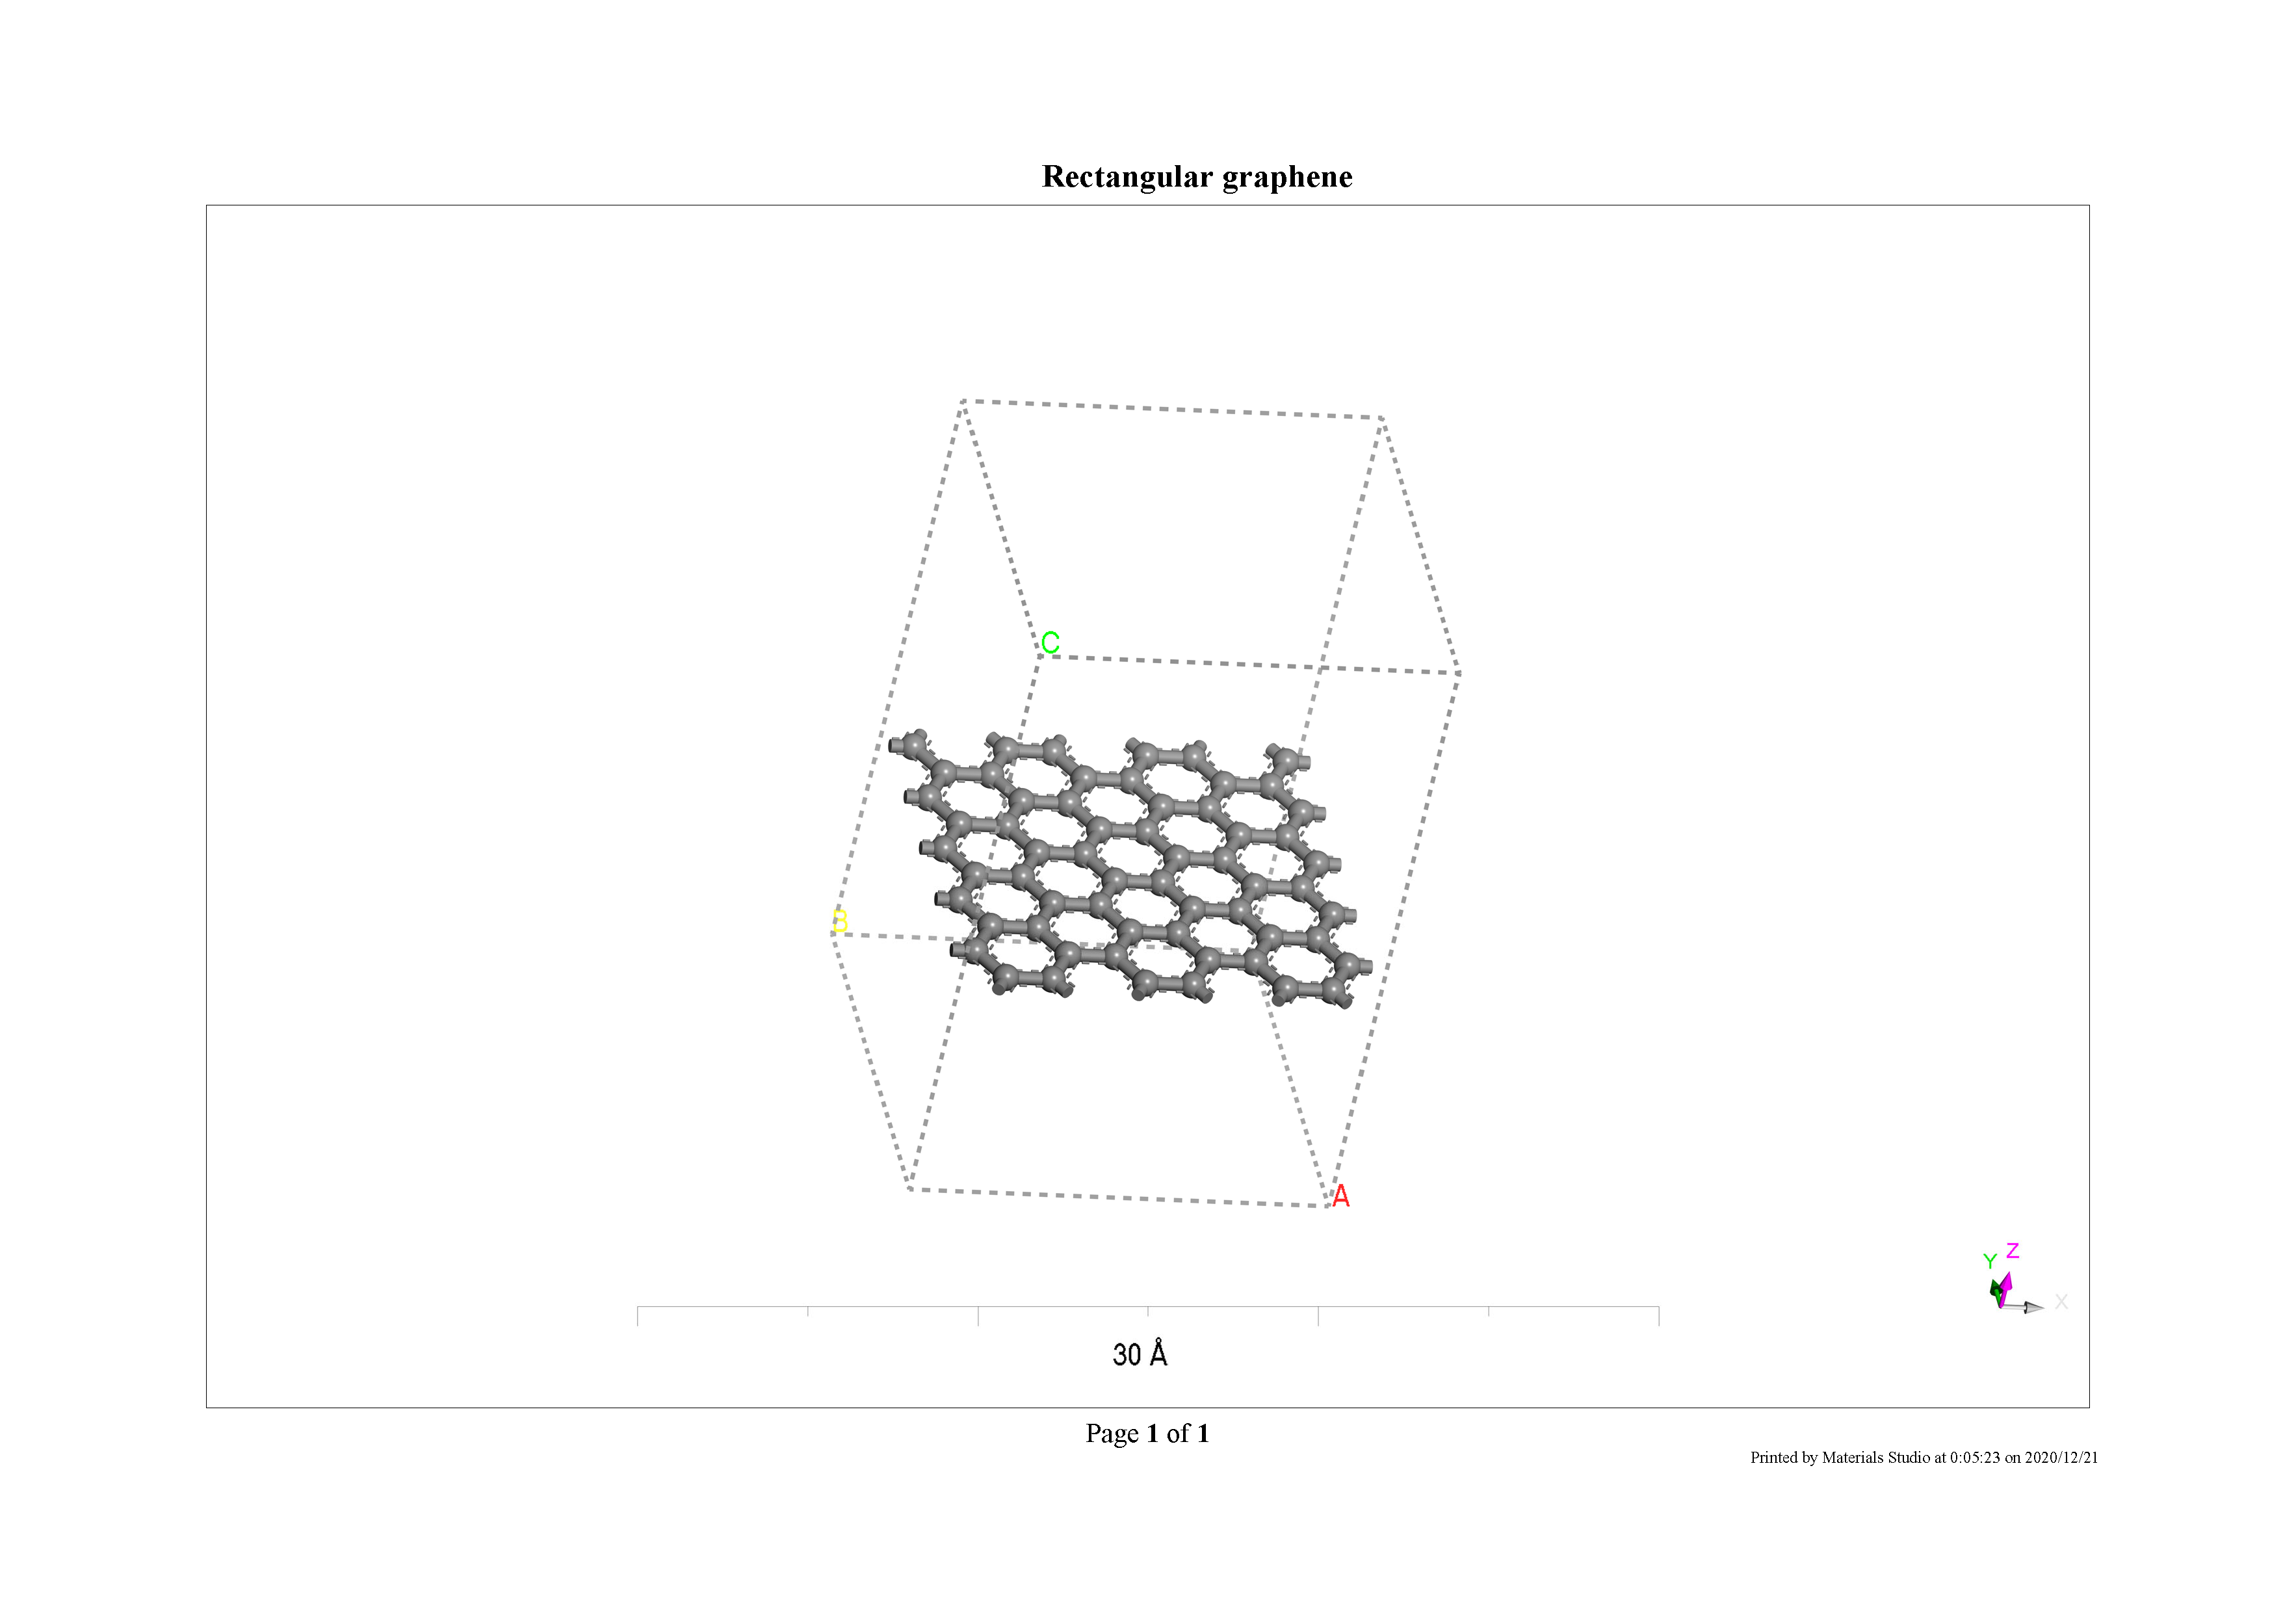 Rectangular graphene
C
B
A
Y Z
X
30 Å
Page 1 of 1
Printed by Materials Studio at 0:05:23 on 2020/12/21